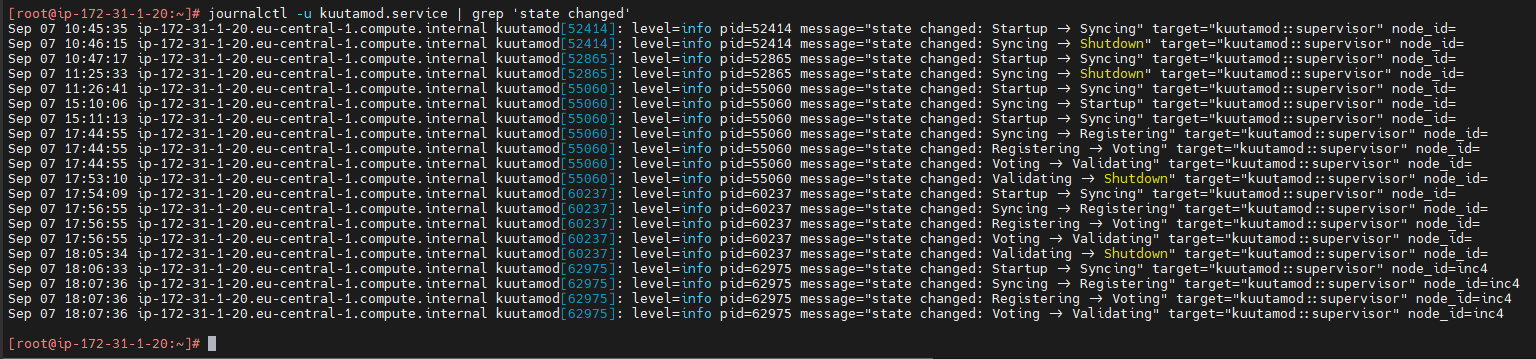 [root@ip-172-31-1-20:~]# journalctl -u kuutamod.service | grep 'state changed'
Sep 07 10:45:35 ip-172-31-1-20.eu-central-1.compute.internal kuutamod[52414]: level=info pid=52414 message="state changed: Startup → Syncing" target="kuutamod::supervisor" node_id=
Sep 07 10:46:15 ip-172-31-1-20.eu-central-1.compute.internal kuutamod[52414]: level=info pid=52414 message="state changed: Syncing → Shutdown" target="kuutamod::supervisor" node_id=
Sep 07 10:47:17 ip-172-31-1-20.eu-central-1.compute.internal kuutamod[52865]: level=info pid=52865 message="state changed: Startup → Syncing" target="kuutamod::supervisor" node_id=
Sep 07 11:25:33 ip-172-31-1-20.eu-central-1.compute.internal kuutamod[52865]: level=info pid=52865 message="state changed: Syncing → Shutdown" target="kuutamod::supervisor" node_id=
Sep 07 11:26:41 ip-172-31-1-20.eu-central-1.compute.internal kuutamod[55060]: level=info pid=55060 message="state changed: Startup → Syncing" target="kuutamod::supervisor" node_id=
Sep 07 15:10:06 ip-172-31-1-20.eu-central-1.compute.internal kuutamod[55060]: level=info pid=55060 message="state changed: Syncing → Startup" target="kuutamod::supervisor" node_id=
Sep 07 15:11:13 ip-172-31-1-20.eu-central-1.compute.internal kuutamod[55060]: level=info pid=55060 message="state changed: Startup → Syncing" target="kuutamod::supervisor" node_id=
Sep 07 17:44:55 ip-172-31-1-20.eu-central-1.compute.internal kuutamod[55060]: level=info pid=55060 message="state changed: Syncing → Registering" target="kuutamod::supervisor" node_id=
Sep 07 17:44:55 ip-172-31-1-20.eu-central-1.compute.internal kuutamod[55060]: level=info pid=55060 message="state changed: Registering → Voting" target="kuutamod::supervisor" node_id=
Sep 07 17:44:55 ip-172-31-1-20.eu-central-1.compute.internal kuutamod[55060]: level=info pid=55060 message="state changed: Voting → Validating" target="kuutamod::supervisor" node_id=
Sep 07 17:53:10 ip-172-31-1-20.eu-central-1.compute.internal kuutamod[55060]: level=info pid=55060 message="state changed: Validating → Shutdown" target="kuutamod::supervisor" node_id=
Sep 07 17:54:09 ip-172-31-1-20.eu-central-1.compute.internal kuutamod[60237]: level=info pid=60237 message="state changed: Startup → Syncing" target="kuutamod::supervisor" node_id=
Sep 07 17:56:55 ip-172-31-1-20.eu-central-1.compute.internal kuutamod[60237]: level=info pid=60237 message="state changed: Syncing → Registering" target="kuutamod::supervisor" node_id=
Sep 07 17:56:55 ip-172-31-1-20.eu-central-1.compute.internal kuutamod[60237]: level=info pid=60237 message="state changed: Registering → Voting" target="kuutamod::supervisor" node_id=
Sep 07 17:56:55 ip-172-31-1-20.eu-central-1.compute.internal kuutamod[60237]: level=info pid=60237 message="state changed: Voting → Validating" target="kuutamod::supervisor" node_id=
Sep 07 18:05:34 ip-172-31-1-20.eu-central-1.compute.internal kuutamod[60237]: level=info pid=60237 message="state changed: Validating → Shutdown" target="kuutamod::supervisor" node_id=
Sep 07 18:06:33 ip-172-31-1-20.eu-central-1.compute.internal kuutamod[62975]: level=info pid=62975 message="state changed: Startup → Syncing" target="kuutamod::supervisor" node_id=inc4
Sep 07 18:07:36 ip-172-31-1-20.eu-central-1.compute.internal kuutamod[62975]: level=info pid=62975 message="state changed: Syncing → Registering" target="kuutamod::supervisor" node_id=inc4
Sep 07 18:07:36 ip-172-31-1-20.eu-central-1.compute.internal kuutamod[62975]: level=info pid=62975 message="state changed: Registering → Voting" target="kuutamod::supervisor" node_id=inc4
Sep 07 18:07:36 ip-172-31-1-20.eu-central-1.compute.internal kuutamod[62975]: level=info pid=62975 message="state changed: Voting → Validating" target="kuutamod::supervisor" node_id=inc4
[root@ip-172-31-1-20:~]#